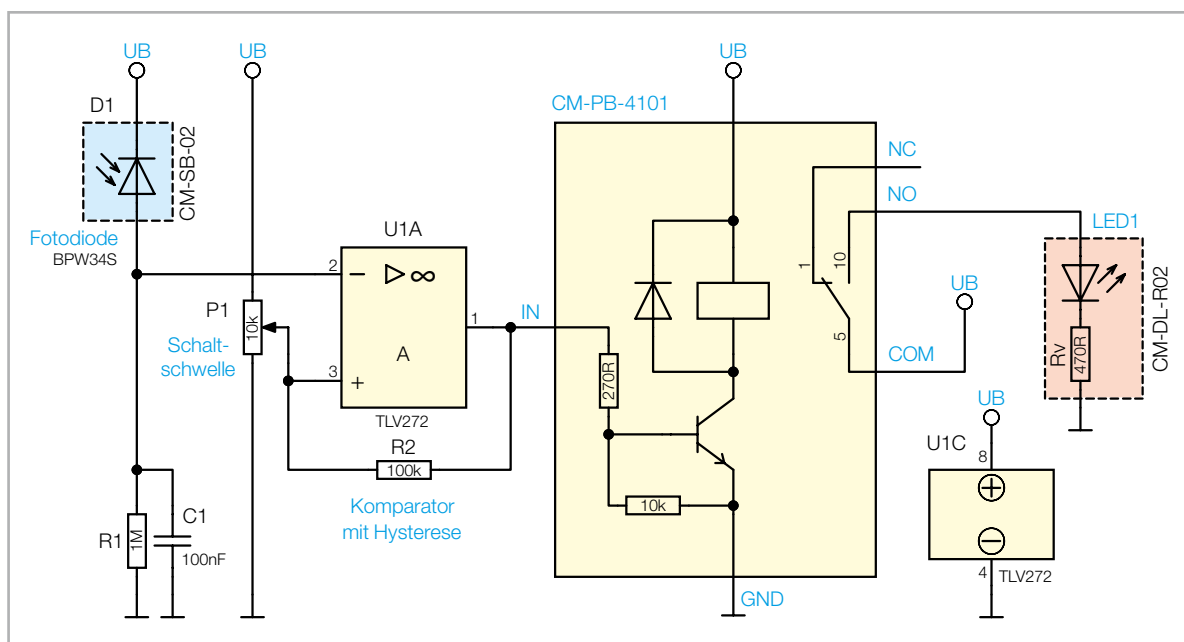 UB
UB
UB
D1
CM-SB-02
Fotodiode
BPW34S
P1
10k
Schalt-
schwelle
R1
1M
C1
100nF
U1A
2
−
▷ ∞
A
3
+
1
TLV272
R2
100k
Komparator
mit Hysterese
IN
CM-PB-4101
270R
10k
GND
NC
NO
1
10
5
COM
UB
LED1
Rv
470R
CM-DL-R02
UB
U1C
8
+
−
4
TLV272